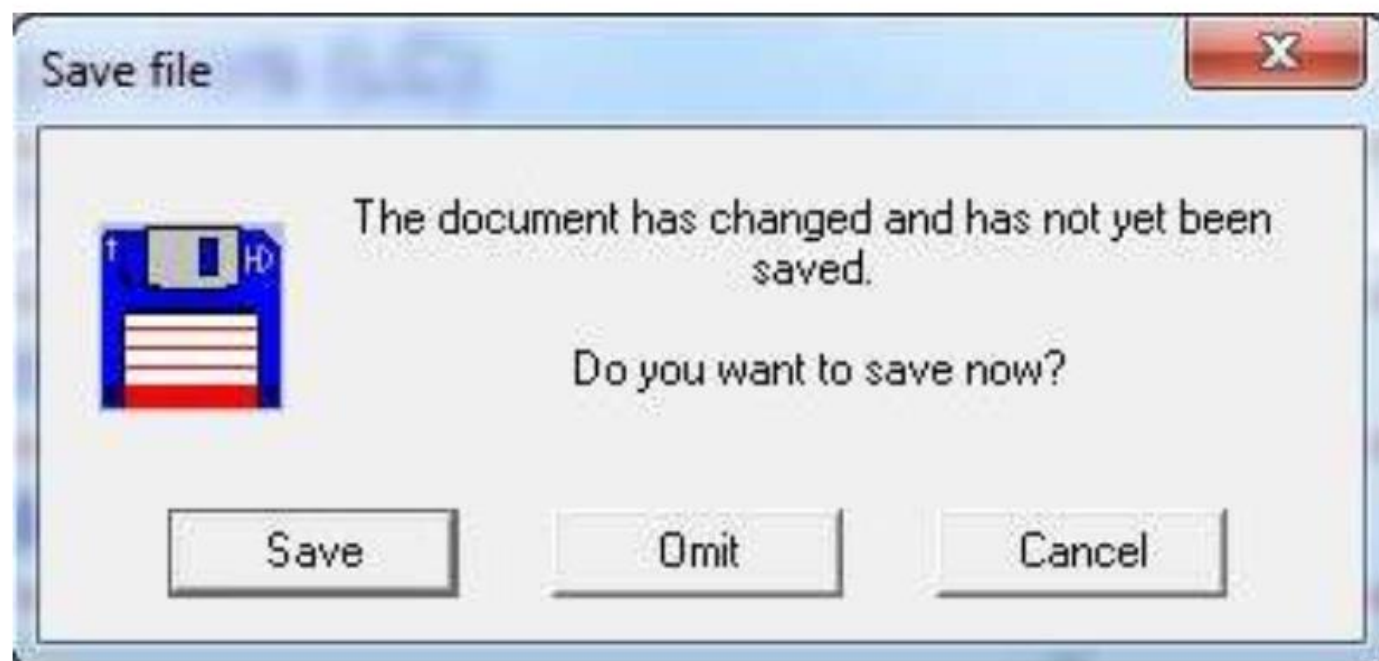 Save file
The document has changed and has not yet been
saved.
Do you want to save now?
HD
Save
Omit
Cancel